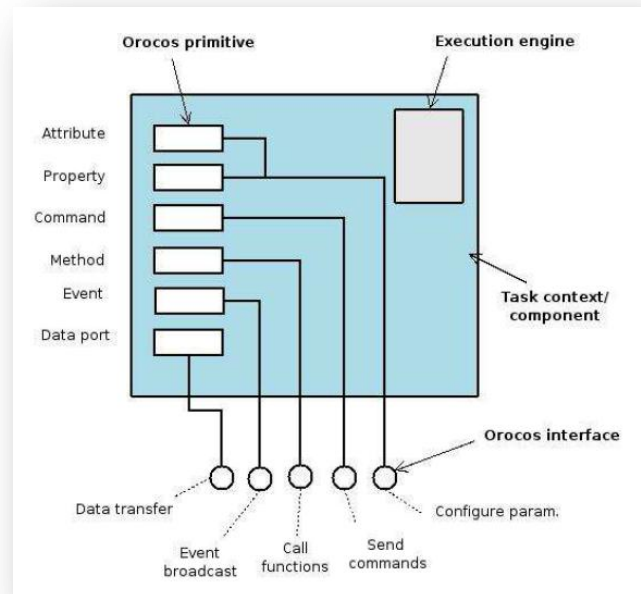 Orocos primitive
Execution engine
Attribute
Property
Command
Method
Event
Data port
Task context/
component
Orocos interface
Data transfer
Configure param.
Event
broadcast
Call
functions
Send
commands